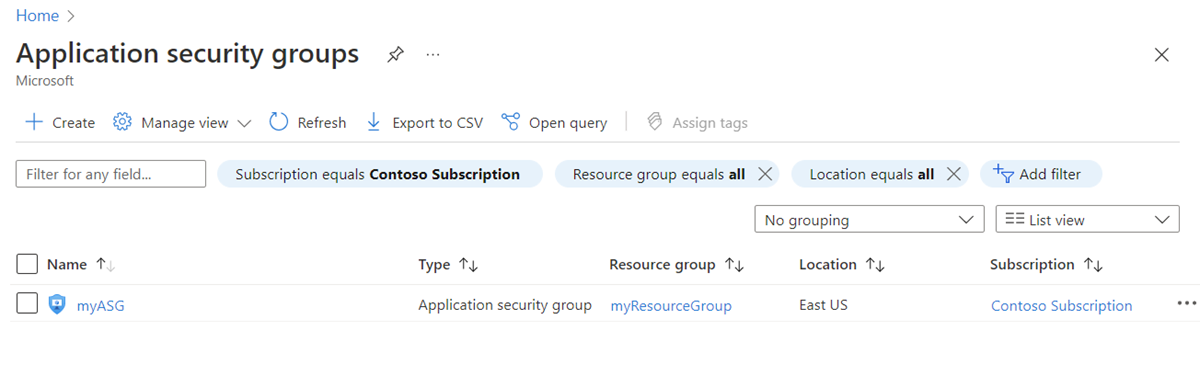 Home
Application security groups
Microsoft
Create Manage view Refresh Export to CSV Open query Assign tags
Filter for any field... Subscription equals Contoso Subscription Resource group equals all Location equals all Add filter
No grouping List view
Name Type Resource group Location Subscription
myASG Application security group myResourceGroup East US Contoso Subscription